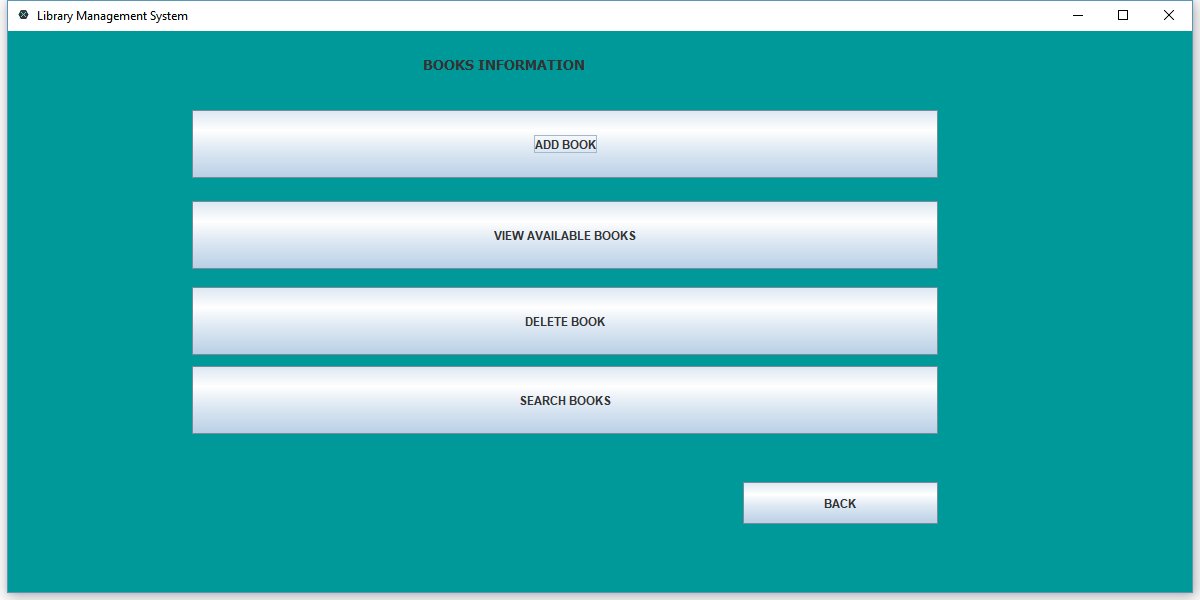 Library Management System
BOOKS INFORMATION
ADD BOOK
VIEW AVAILABLE BOOKS
DELETE BOOK
SEARCH BOOKS
BACK